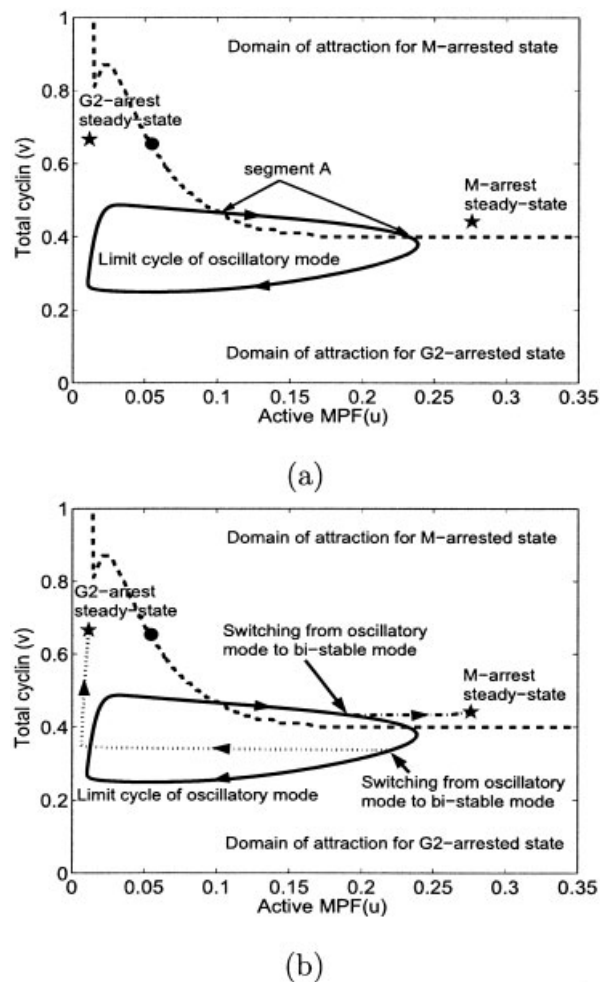 1
Domain of attraction for M−arrested state
G2−arrest
steady−state
0.8
Total cyclin (v)
0.6
segment A
M−arrest
steady−state
0.4
Limit cycle of oscillatory mode
0.2
Domain of attraction for G2−arrested state
0
0 0.05 0.1 0.15 0.2 0.25 0.3 0.35
Active MPF(u)
(a)
1
Domain of attraction for M−arrested state
0.8
G2−arrest
steady−state
Total cyclin (v)
Switching from oscillatory
mode to bi−stable mode
0.6
M−arrest
steady−state
0.4
Switching from oscillatory
mode to bi−stable mode
Limit cycle of oscillatory mode
0.2
Domain of attraction for G2−arrested state
0
0 0.05 0.1 0.15 0.2 0.25 0.3 0.35
Active MPF(u)
(b)